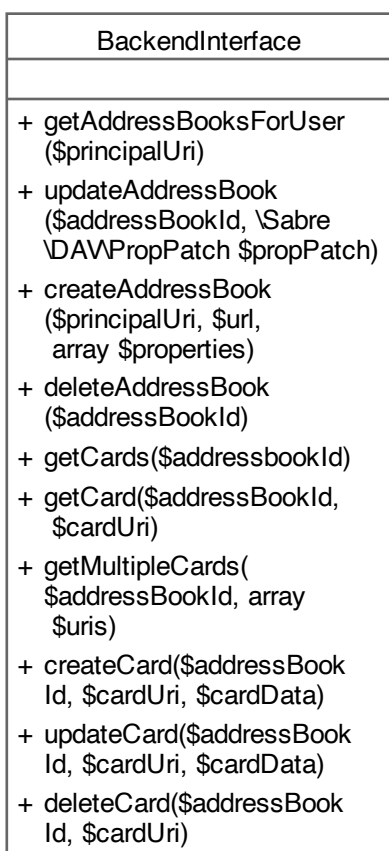 BackendInterface
+ getAddressBooksForUser
($principalUri)
+ updateAddressBook
($addressBookId, \Sabre
\DAV\PropPatch $propPatch)
+ createAddressBook
($principalUri, $url,
array $properties)
+ deleteAddressBook
($addressBookId)
+ getCards($addressbookId)
+ getCard($addressBookId,
$cardUri)
+ getMultipleCards(
$addressBookId, array
$uris)
+ createCard($addressBook
Id, $cardUri, $cardData)
+ updateCard($addressBook
Id, $cardUri, $cardData)
+ deleteCard($addressBook
Id, $cardUri)